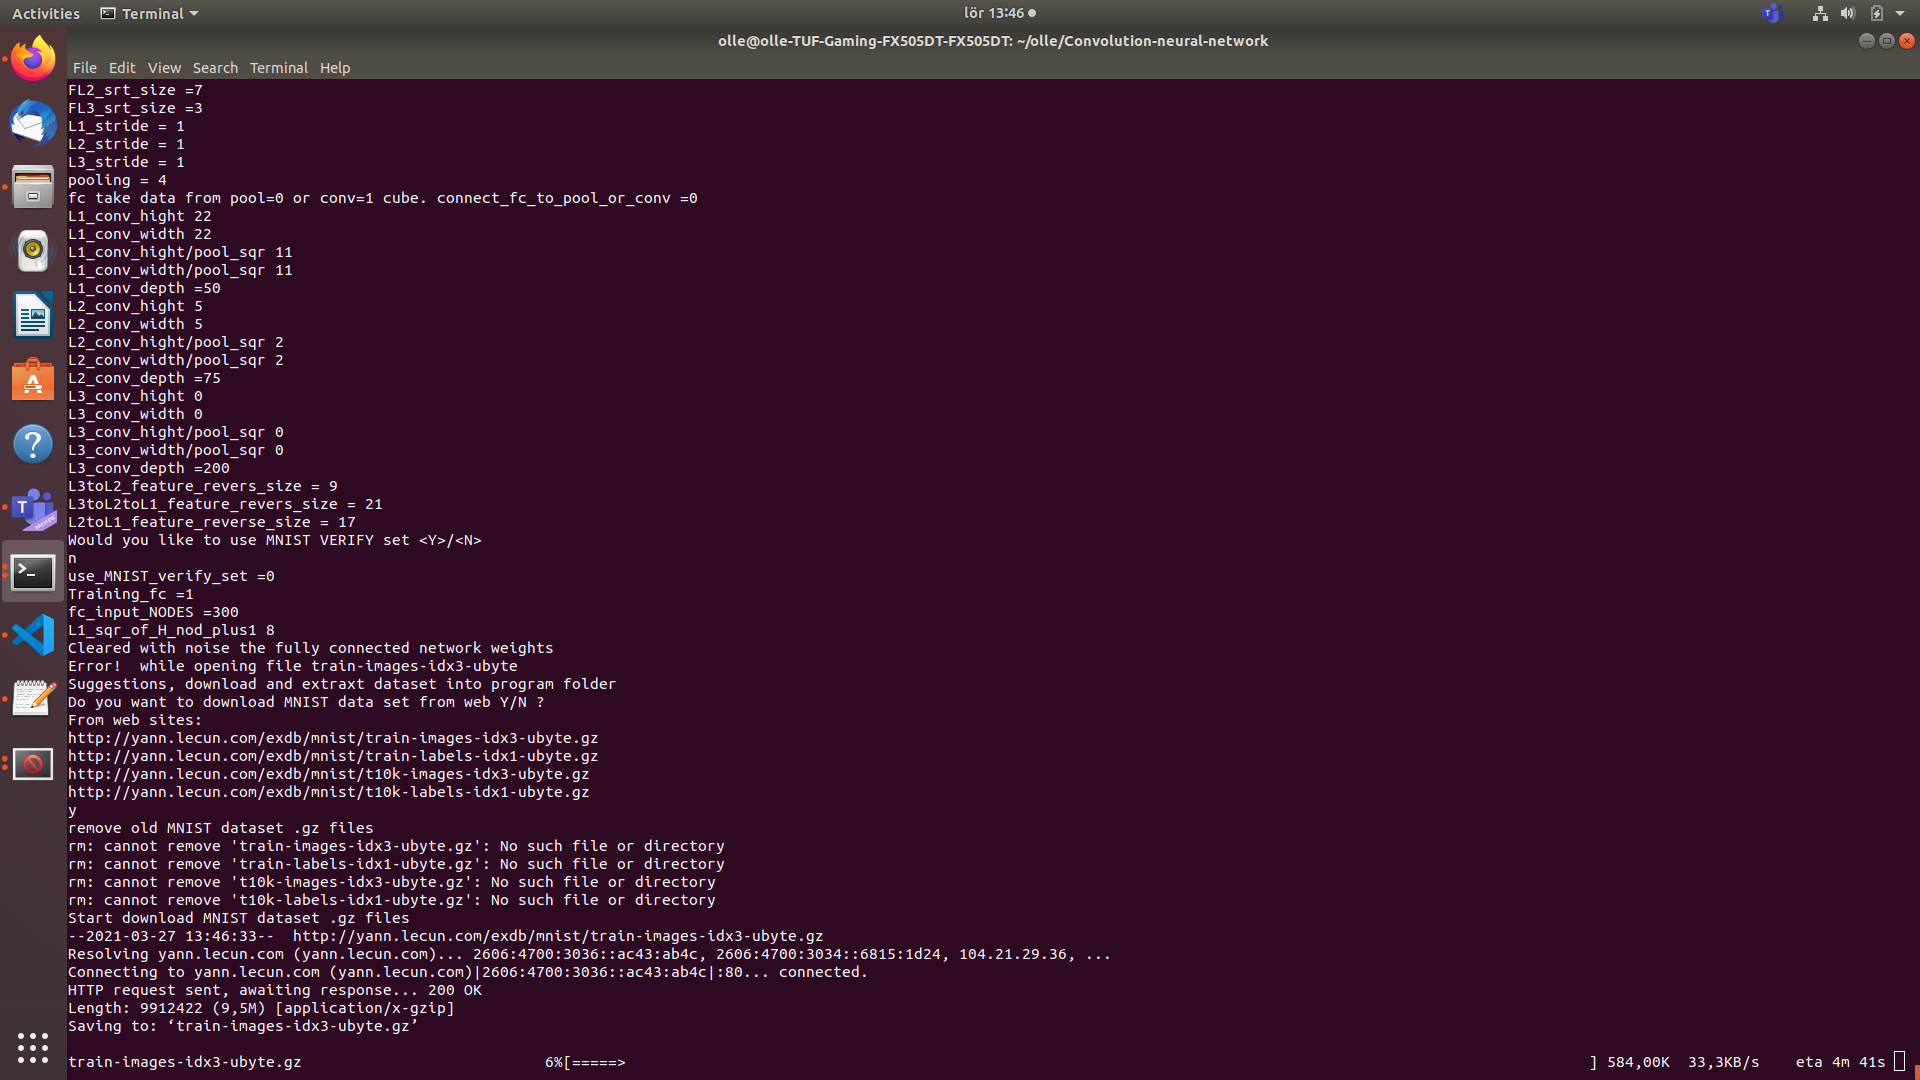 Activities Terminal lör 13:46
olle@olle-TUF-Gaming-FX505DT-FX505DT: ~/olle/Convolution-neural-network
File Edit View Search Terminal Help
FL2_srt_size =7
FL3_srt_size =3
L1_stride = 1
L2_stride = 1
L3_stride = 1
pooling = 4
fc take data from pool=0 or conv=1 cube. connect_fc_to_pool_or_conv =0
L1_conv_hight 22
L1_conv_width 22
L1_conv_hight/pool_sqr 11
L1_conv_width/pool_sqr 11
L1_conv_depth =50
L2_conv_hight 5
L2_conv_width 5
L2_conv_hight/pool_sqr 2
L2_conv_width/pool_sqr 2
L2_conv_depth =75
L3_conv_hight 0
L3_conv_width 0
L3_conv_hight/pool_sqr 0
L3_conv_width/pool_sqr 0
L3_conv_depth =200
L3toL2_feature_revers_size = 9
L3toL2toL1_feature_revers_size = 21
L2toL1_feature_reverse_size = 17
Would you like to use MNIST VERIFY set <Y>/<N>
n
use_MNIST_verify_set =0
Training_fc =1
fc_input_NODES =300
L1_sqr_of_H_nod_plus1 8
Cleared with noise the fully connected network weights
Error!  while opening file train-images-idx3-ubyte
Suggestions, download and extraxt dataset into program folder
Do you want to download MNIST data set from web Y/N ?
From web sites:
http://yann.lecun.com/exdb/mnist/train-images-idx3-ubyte.gz
http://yann.lecun.com/exdb/mnist/train-labels-idx1-ubyte.gz
http://yann.lecun.com/exdb/mnist/t10k-images-idx3-ubyte.gz
http://yann.lecun.com/exdb/mnist/t10k-labels-idx1-ubyte.gz
y
remove old MNIST dataset .gz files
rm: cannot remove 'train-images-idx3-ubyte.gz': No such file or directory
rm: cannot remove 'train-labels-idx1-ubyte.gz': No such file or directory
rm: cannot remove 't10k-images-idx3-ubyte.gz': No such file or directory
rm: cannot remove 't10k-labels-idx1-ubyte.gz': No such file or directory
Start download MNIST dataset .gz files
--2021-03-27 13:46:33--  http://yann.lecun.com/exdb/mnist/train-images-idx3-ubyte.gz
Resolving yann.lecun.com (yann.lecun.com)... 2606:4700:3036::ac43:ab4c, 2606:4700:3034::6815:1d24, 104.21.29.36, ...
Connecting to yann.lecun.com (yann.lecun.com)|2606:4700:3036::ac43:ab4c|:80... connected.
HTTP request sent, awaiting response... 200 OK
Length: 9912422 (9,5M) [application/x-gzip]
Saving to: ‘train-images-idx3-ubyte.gz’
train-images-idx3-ubyte.gz 6%[=====> ] 584,00K 33,3KB/s eta 4m 41s